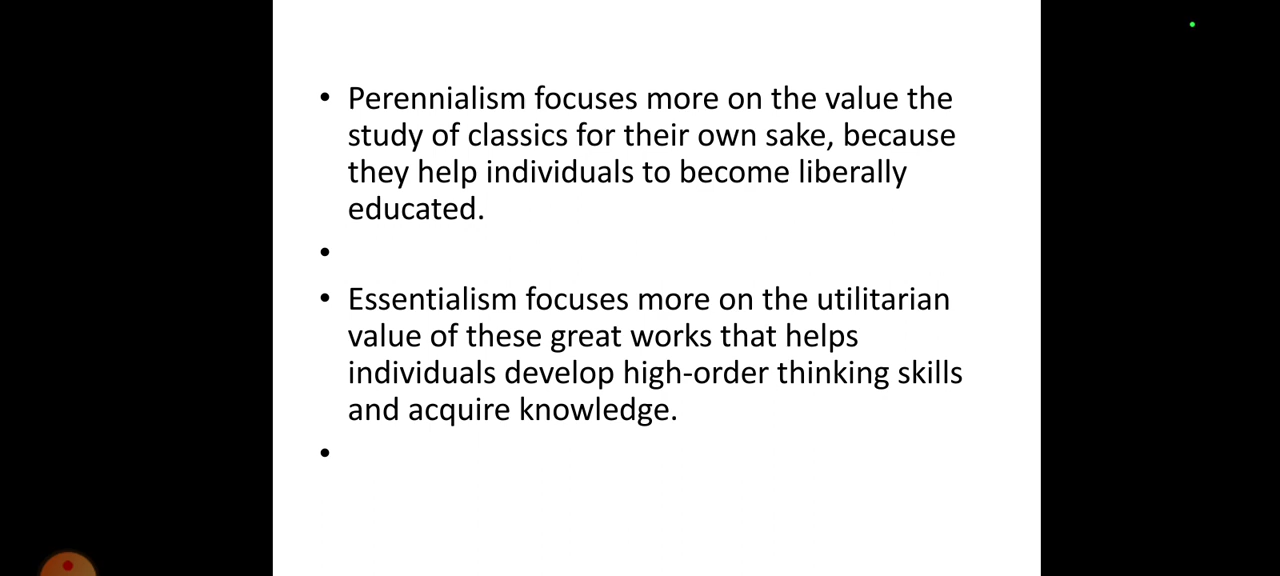 • Perennialism focuses more on the value the
study of classics for their own sake, because
they help individuals to become liberally
educated.
•
• Essentialism focuses more on the utilitarian
value of these great works that helps
individuals develop high-order thinking skills
and acquire knowledge.
•